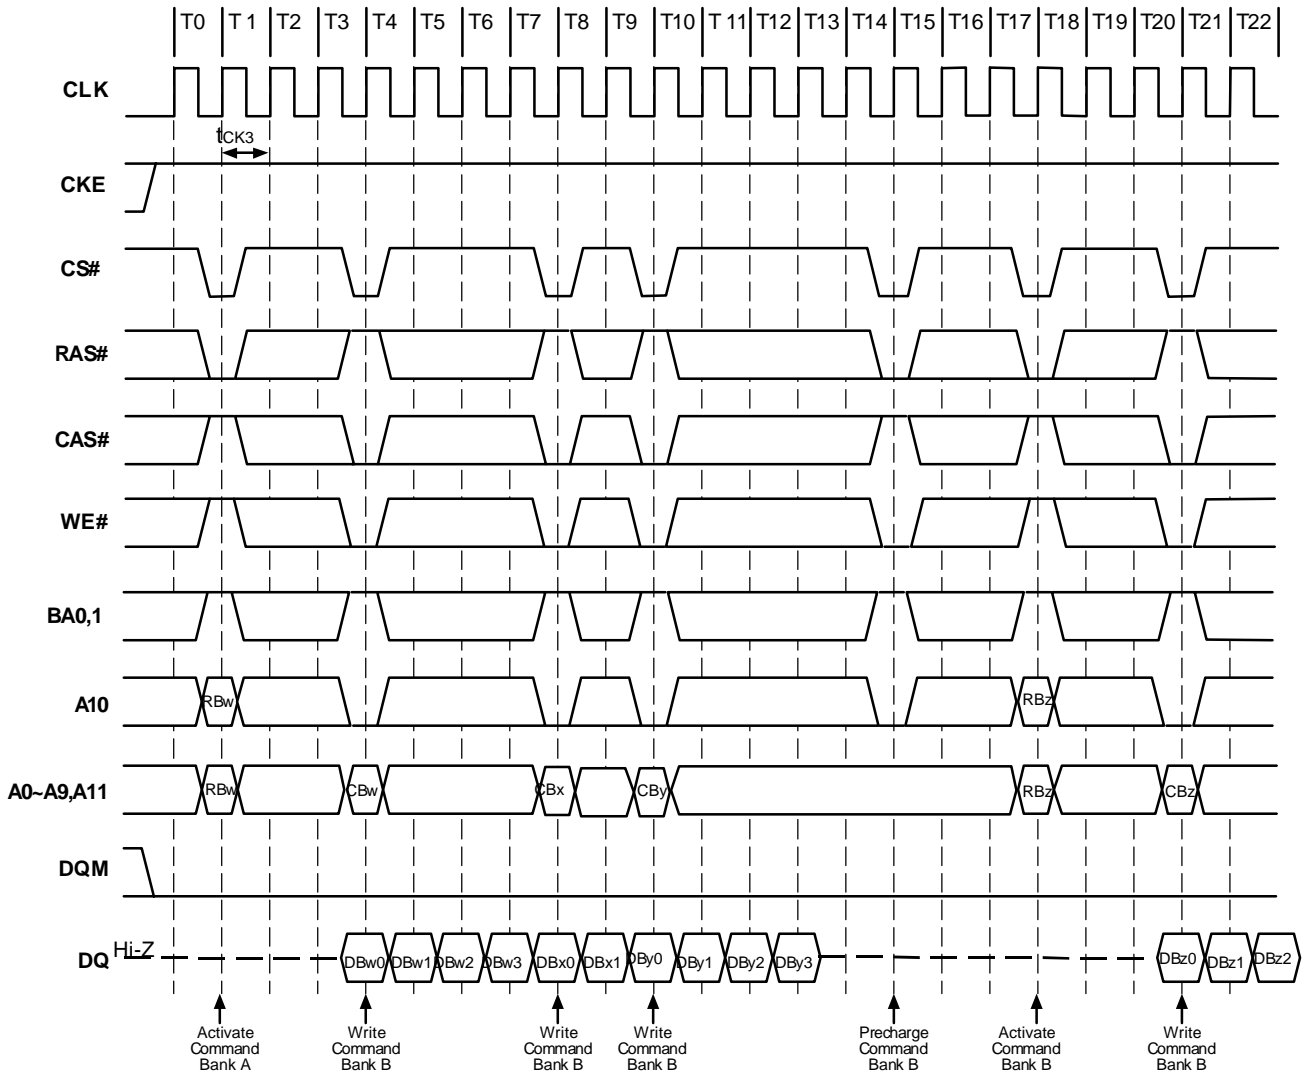 T0 T 1 T2 T3 T4 T5 T6 T7 T8 T9 T10 T 11 T12 T13 T14 T15 T16 T17 T18 T19 T20 T21 T22
CLK
tCK3
CKE
CS#
RAS#
CAS#
WE#
BA0,1
A10 RBw RBz
A0~A9,A11 RBw CBw CBx CBy RBz CBz
DQM
DQ Hi-Z DBw0 DBw1 DBw2 DBw3 DBx0 DBx1 DBy0 DBy1 DBy2 DBy3 DBz0 DBz1 DBz2
Activate Command Bank A
Write Command Bank B
Write Command Bank B
Write Command Bank B
Precharge Command Bank B
Activate Command Bank B
Write Command Bank B